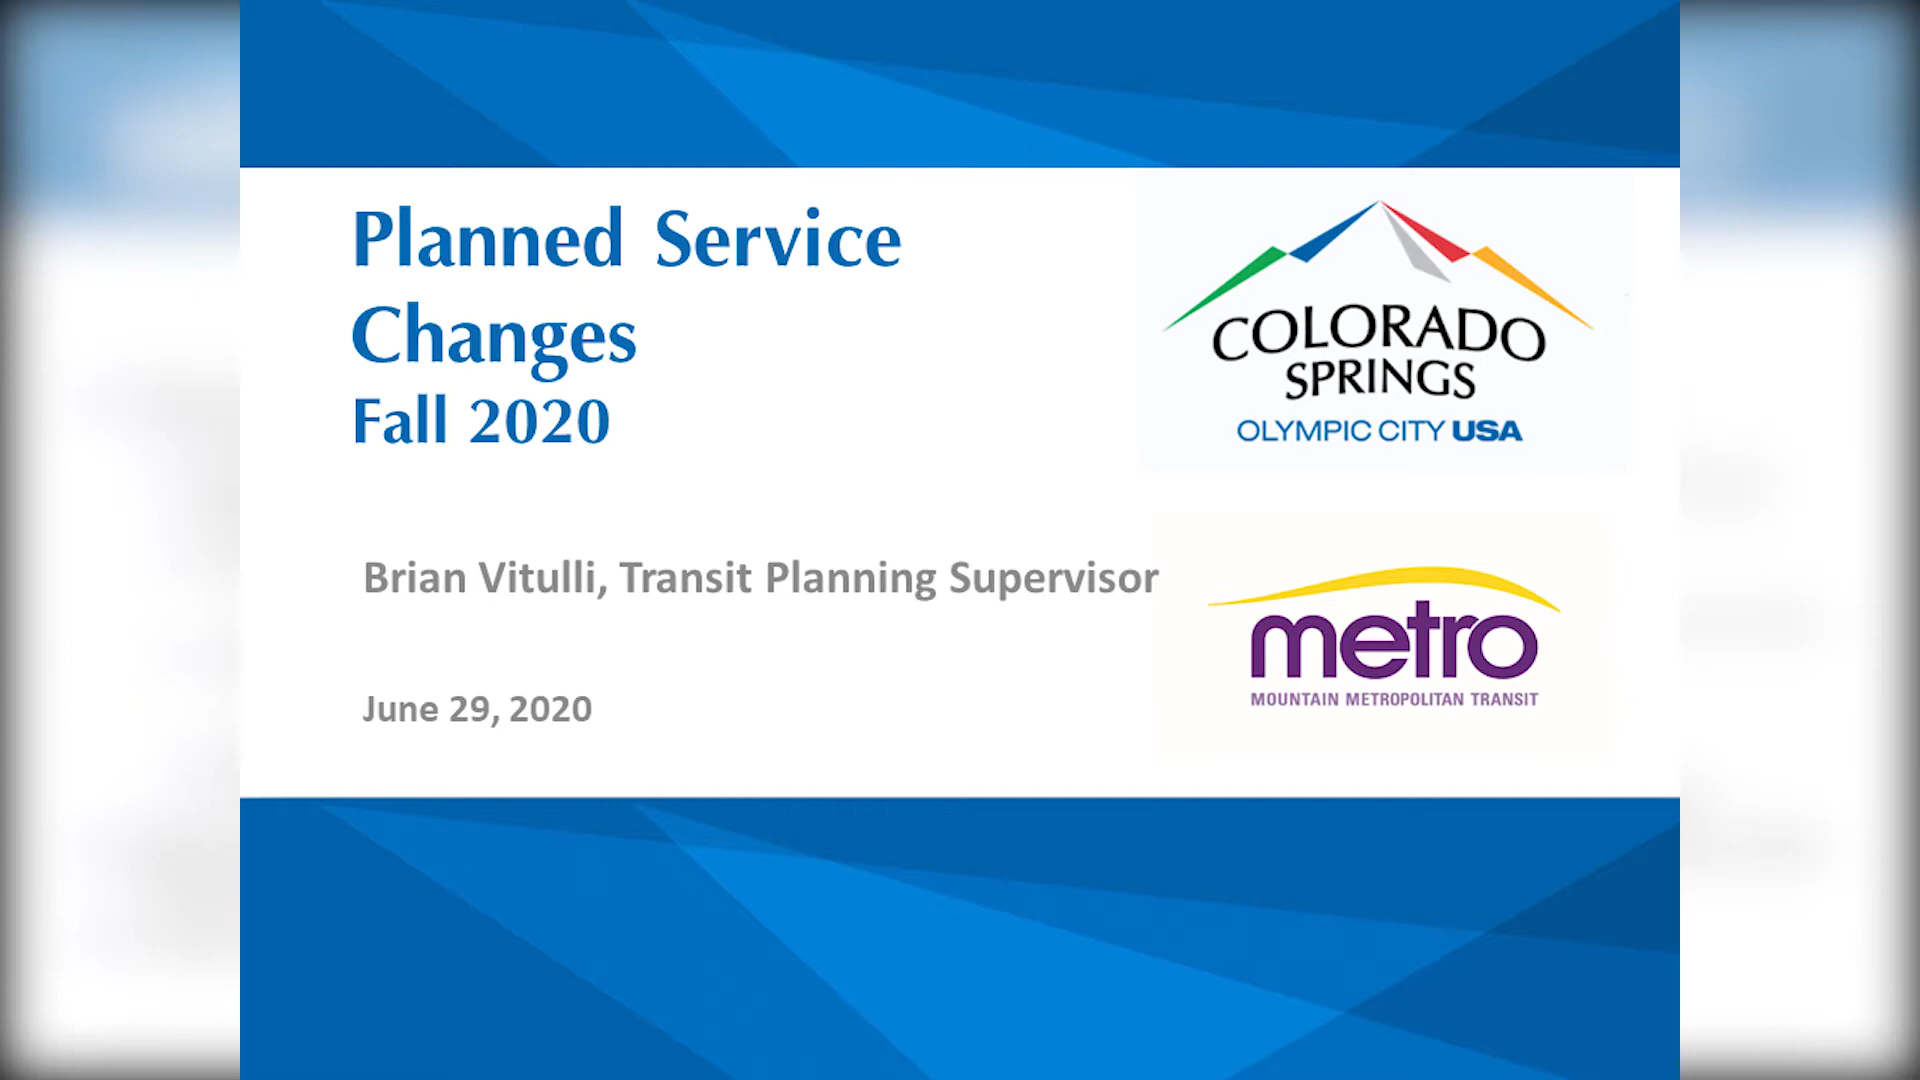 Planned Service
Changes
Fall 2020
COLORADO
SPRINGS
OLYMPIC CITY USA
Brian Vitulli, Transit Planning Supervisor
metro
MOUNTAIN METROPOLITAN TRANSIT
June 29, 2020